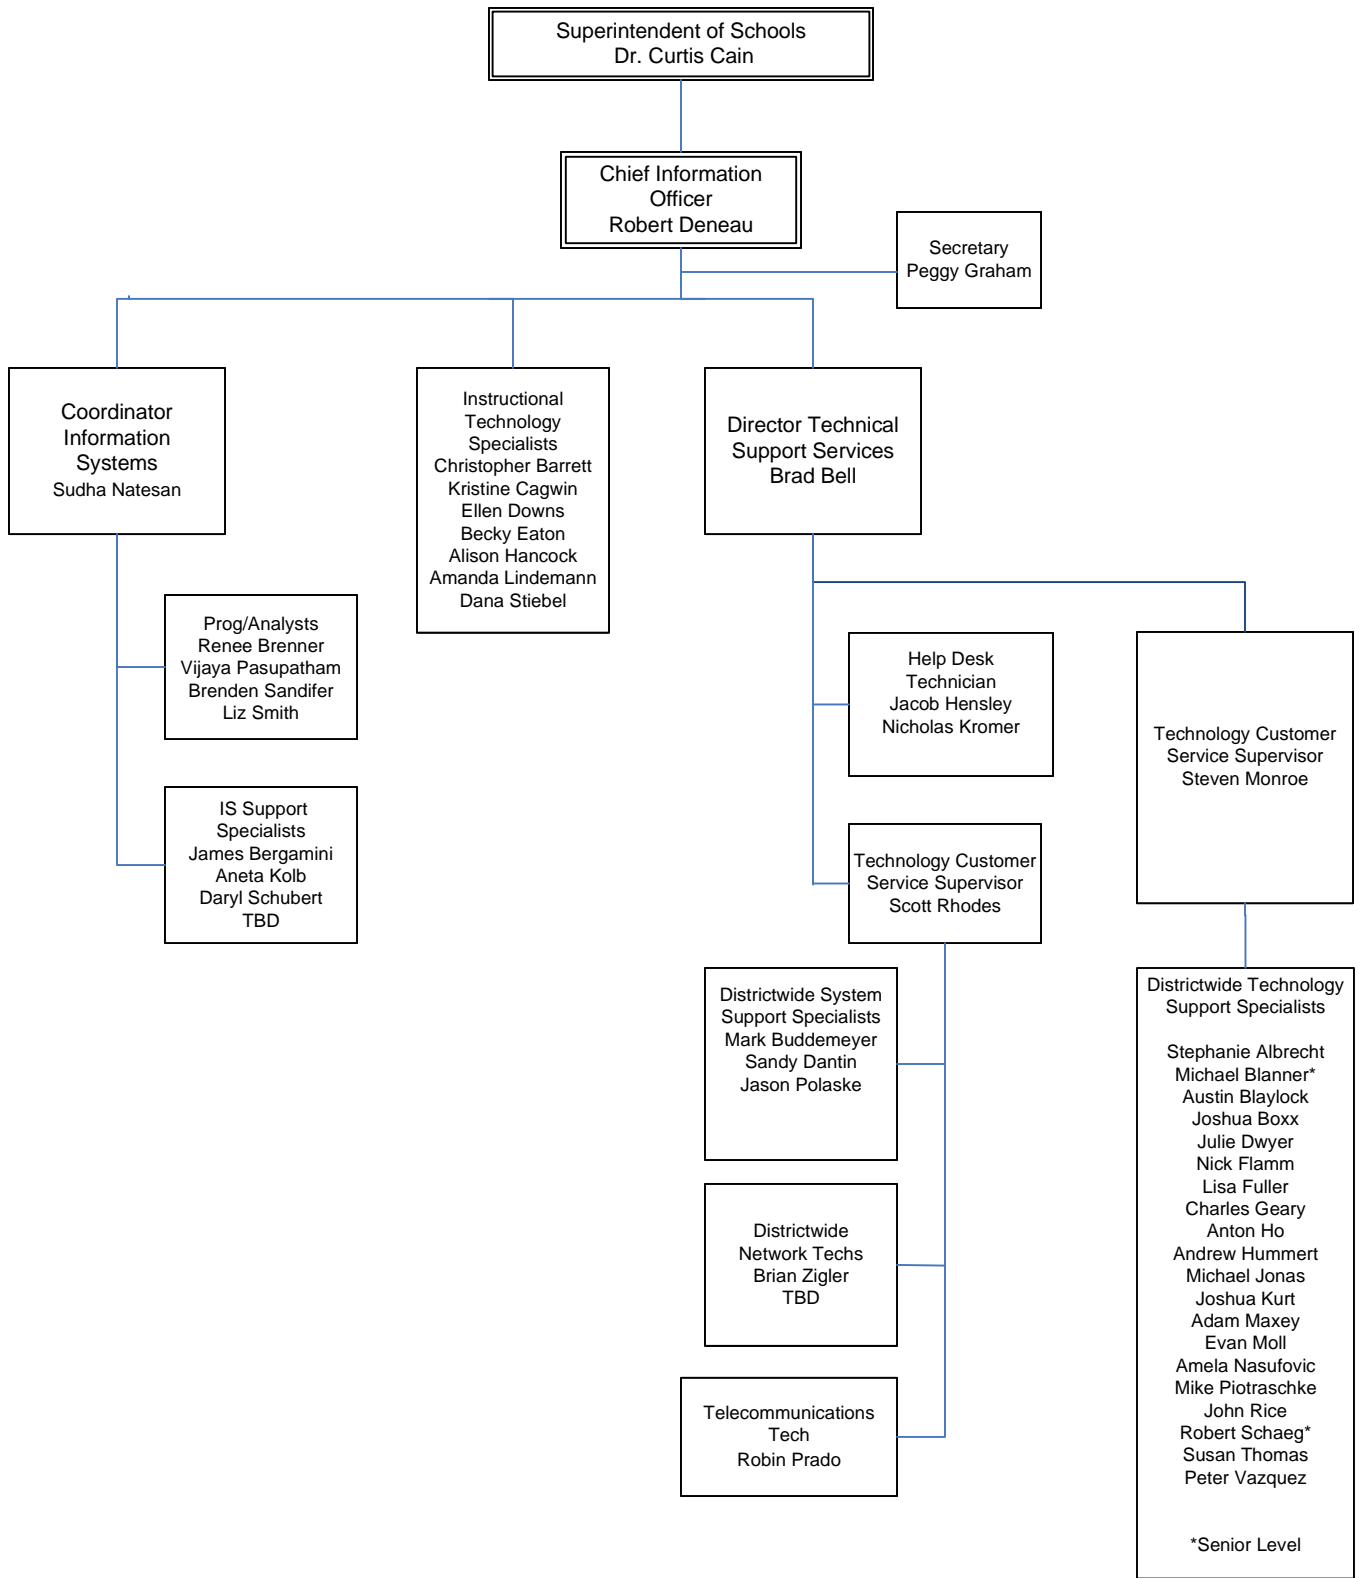 Superintendent of Schools
Dr. Curtis Cain
Chief Information
Officer
Robert Deneau
Secretary
Peggy Graham
Coordinator
Information
Systems
Sudha Natesan
Instructional
Technology
Specialists
Christopher Barrett
Kristine Cagwin
Ellen Downs
Becky Eaton
Alison Hancock
Amanda Lindemann
Dana Stiebel
Director Technical
Support Services
Brad Bell
Prog/Analysts
Renee Brenner
Vijaya Pasupatham
Brenden Sandifer
Liz Smith
IS Support
Specialists
James Bergamini
Aneta Kolb
Daryl Schubert
TBD
Help Desk
Technician
Jacob Hensley
Nicholas Kromer
Technology Customer
Service Supervisor
Scott Rhodes
Technology Customer
Service Supervisor
Steven Monroe
Districtwide System
Support Specialists
Mark Buddemeyer
Sandy Dantin
Jason Polaske
Districtwide
Network Techs
Brian Zigler
TBD
Telecommunications
Tech
Robin Prado
Districtwide Technology
Support Specialists
Stephanie Albrecht
Michael Blanner*
Austin Blaylock
Joshua Boxx
Julie Dwyer
Nick Flamm
Lisa Fuller
Charles Geary
Anton Ho
Andrew Hummert
Michael Jonas
Joshua Kurt
Adam Maxey
Evan Moll
Amela Nasufovic
Mike Piotraschke
John Rice
Robert Schaeg*
Susan Thomas
Peter Vazquez
*Senior Level